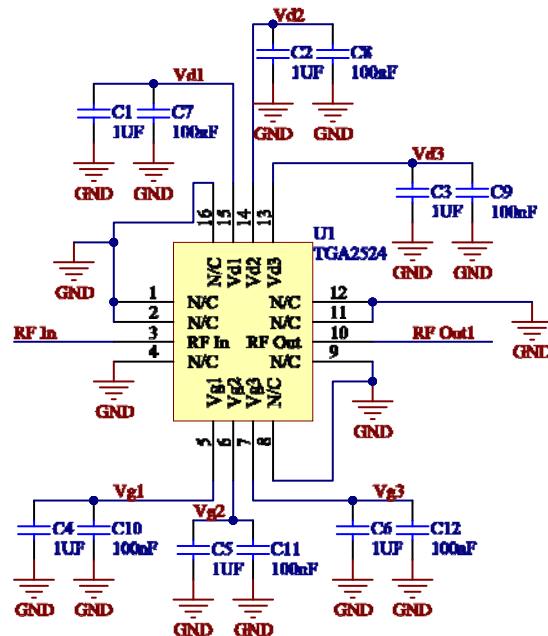 Vd2
C2
1UF
C8
100nF
GND
GND
Vd1
C1
1UF
C7
100nF
GND
GND
Vd3
C3
1UF
C9
100nF
GND
GND
U1
TGA2524
16
15
14
13
N/C
Vd1
Vd2
Vd3
GND
1
N/C
N/C
12
2
N/C
N/C
11
RF In
3
RF In
RF Out
10
RF Out1
4
N/C
N/C
9
GND
GND
GND
Vg1
Vg2
Vg3
N/C
5
6
7
8
Vg1
C4
1UF
C10
100nF
GND
GND
Vg2
C5
1UF
C11
100nF
GND
GND
Vg3
C6
1UF
C12
100nF
GND
GND